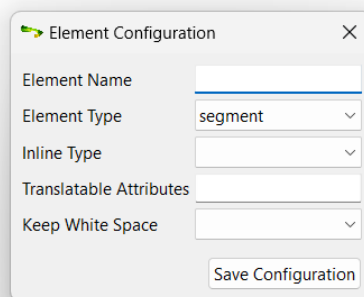 Element Configuration
Element Name
Element Type segment
Inline Type
Translatable Attributes
Keep White Space
Save Configuration